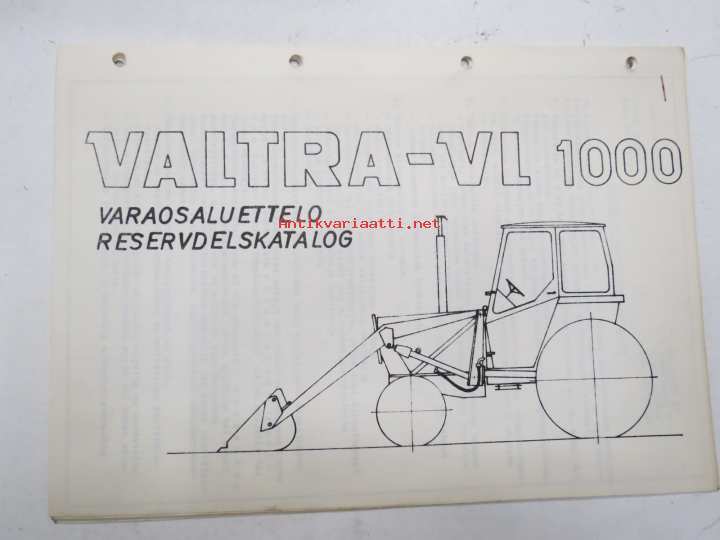 VALTRA-VL 1000
VARAOSALUETTELO
Antikvariaatti.net
RESERVDELSKATALOG